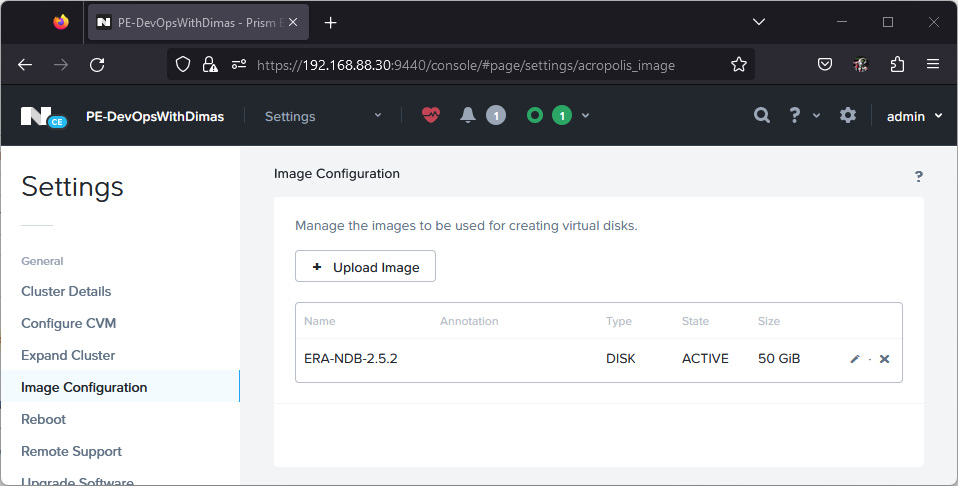 PE-DevOpsWithDimas - Prism E
https://192.168.88.30:9440/console/#page/settings/acropolis_image
N CE PE-DevOpsWithDimas Settings 1 1 ? admin
Settings
General
Cluster Details
Configure CVM
Expand Cluster
Image Configuration
Reboot
Remote Support
Upgrade Software
Image Configuration ?
Manage the images to be used for creating virtual disks.
+ Upload Image
Name Annotation Type State Size
ERA-NDB-2.5.2 DISK ACTIVE 50 GiB